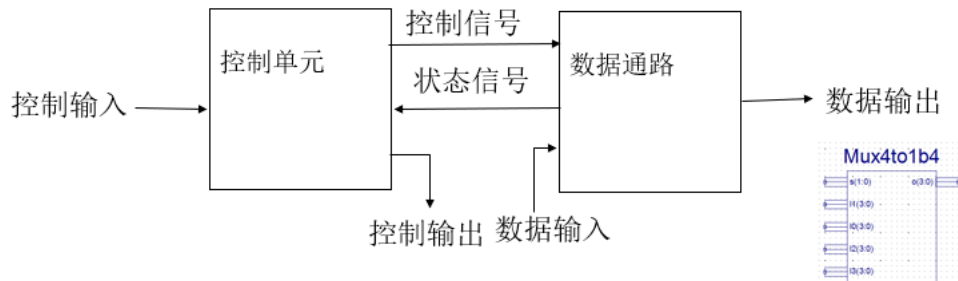 控制信号
控制单元
数据通路
状态信号
控制输入
数据输出
控制输出
数据输入
Mux4to1b4
s(1:0)
o(3:0)
I1(3:0)
I0(3:0)
I2(3:0)
I3(3:0)